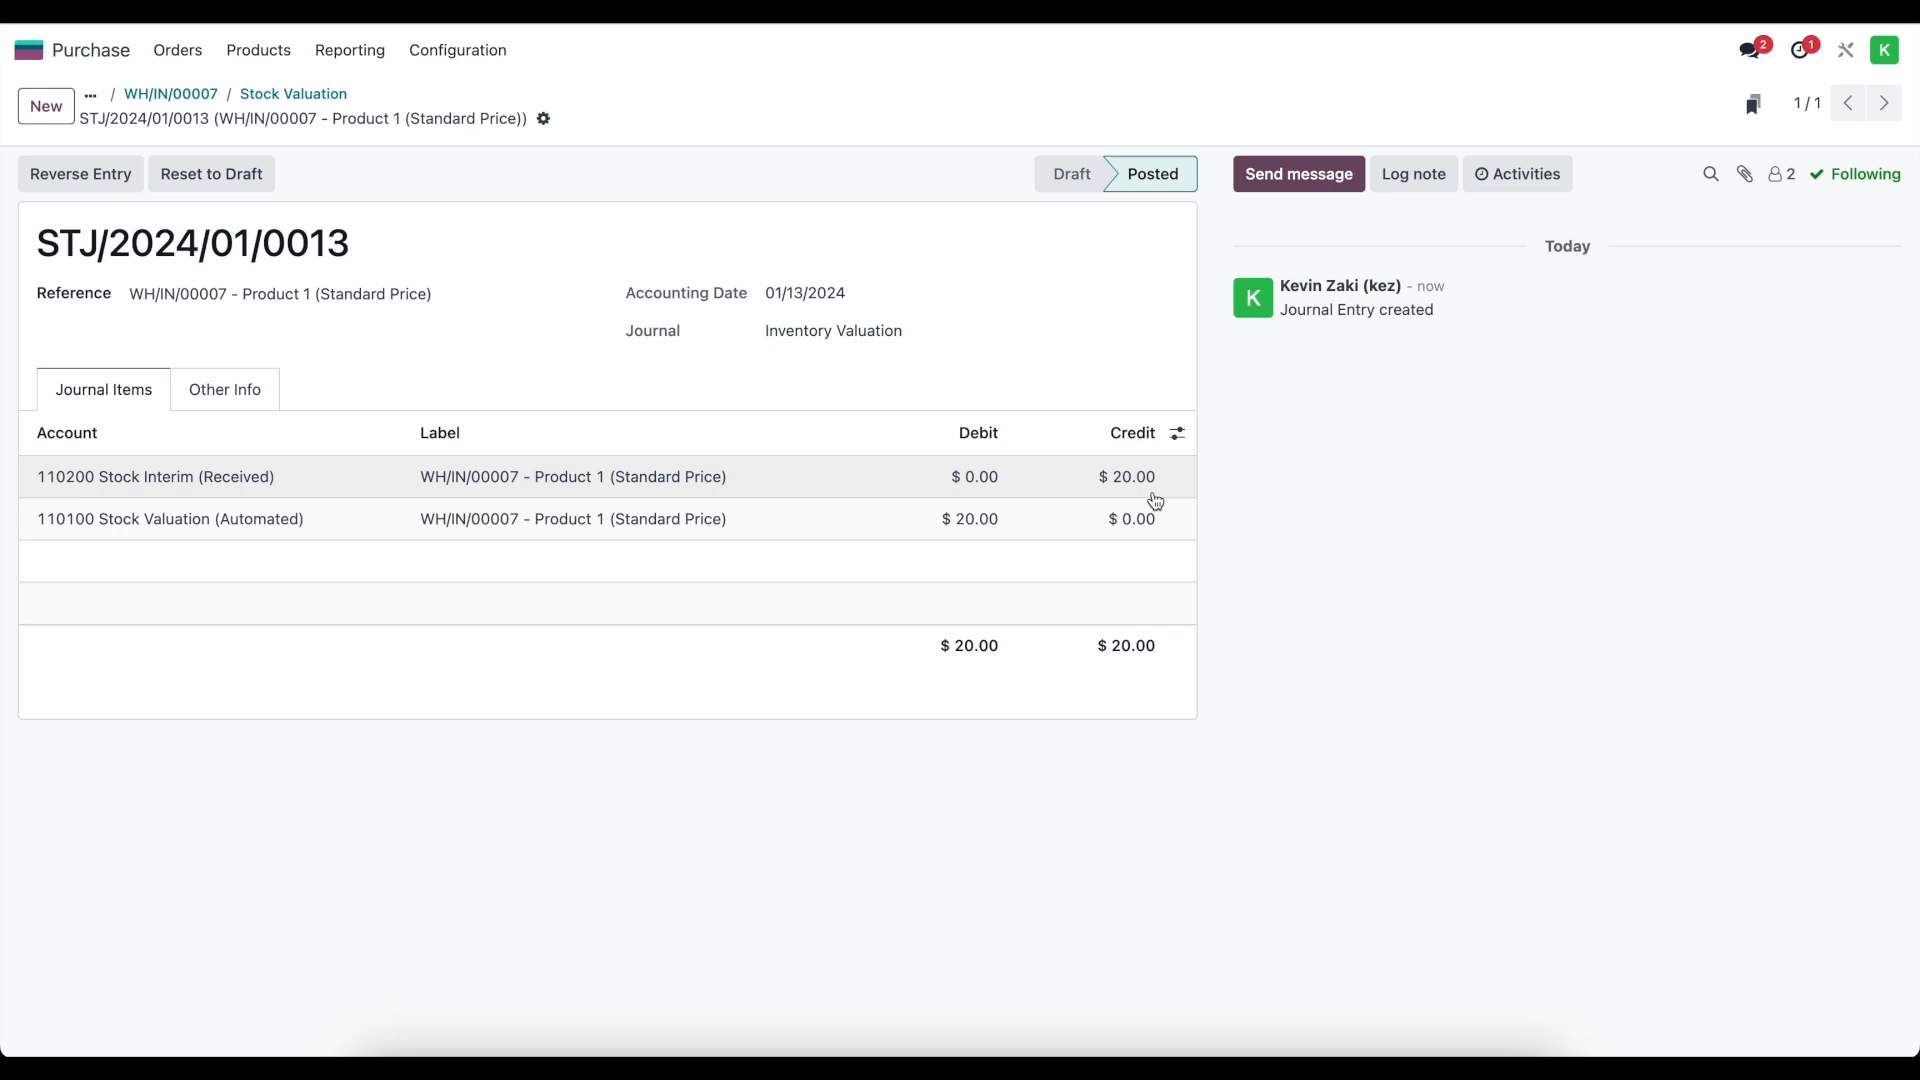 Purchase Orders Products Reporting Configuration 2 1 K
New ... / WH/IN/00007 / Stock Valuation
STJ/2024/01/0013 (WH/IN/00007 - Product 1 (Standard Price))
1 / 1
Reverse Entry Reset to Draft Draft Posted Send message Log note Activities 2 Following
STJ/2024/01/0013
Reference WH/IN/00007 - Product 1 (Standard Price)
Accounting Date 01/13/2024
Journal Inventory Valuation
Today
K Kevin Zaki (kez) - now
Journal Entry created
Journal Items Other Info
Account Label Debit Credit
110200 Stock Interim (Received) WH/IN/00007 - Product 1 (Standard Price) $ 0.00 $ 20.00
110100 Stock Valuation (Automated) WH/IN/00007 - Product 1 (Standard Price) $ 20.00 $ 0.00
$ 20.00 $ 20.00